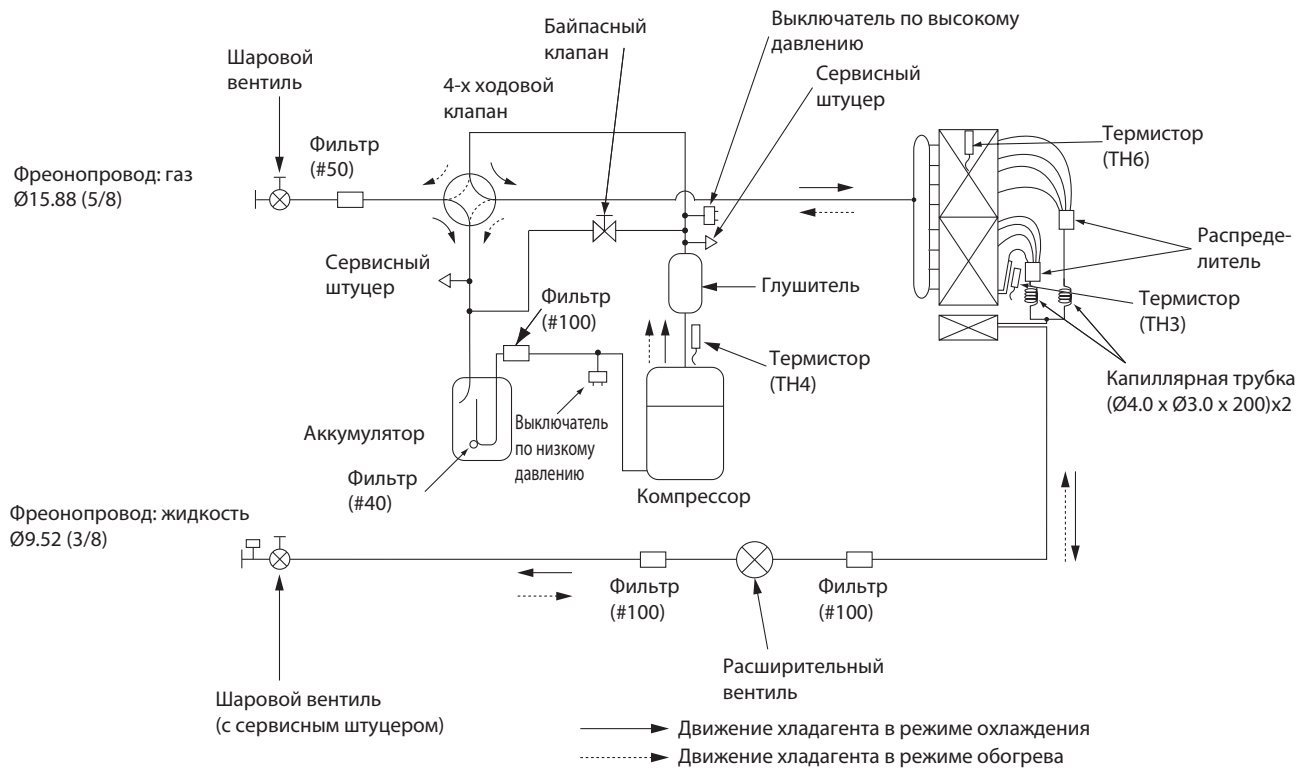 Шаровой
вентиль
Фильтр
(#50)
Фреонопровод: газ
Ø15.88 (5/8)
4-х ходовой
клапан
Байпасный
клапан
Выключатель по высокому
давлению
Сервисный
штуцер
Термистор
(TH6)
Распреде-
литель
Термистор
(TH3)
Капиллярная трубка
(Ø4.0 x Ø3.0 x 200)x2
Сервисный
штуцер
Фильтр
(#100)
Глушитель
Термистор
(TH4)
Аккумулятор
Фильтр
(#40)
Выключатель
по низкому
давлению
Компрессор
Фреонопровод: жидкость
Ø9.52 (3/8)
Фильтр
(#100)
Фильтр
(#100)
Расширительный
вентиль
Шаровой вентиль
(с сервисным штуцером)
Движение хладагента в режиме охлаждения
Движение хладагента в режиме обогрева